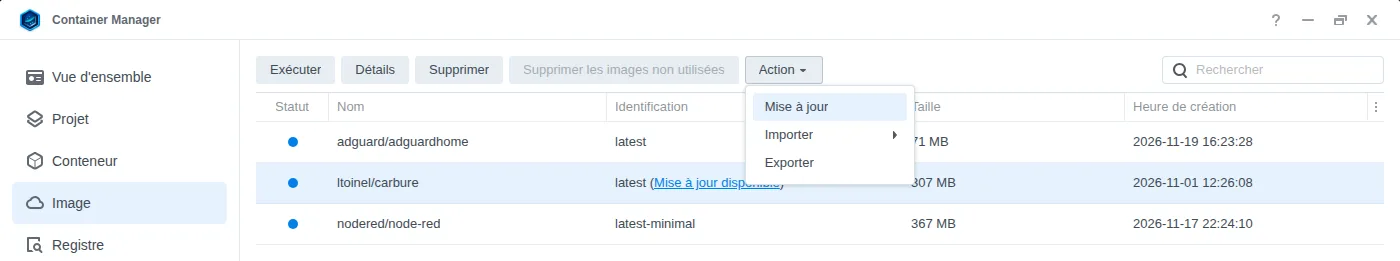 Container Manager
Vue d'ensemble
Projet
Conteneur
Image
Registre
Exécuter Détails Supprimer Supprimer les images non utilisées Action
Rechercher
Mise à jour
Importer
Exporter
Statut Nom Identification Taille Heure de création
adguard/adguardhome latest 71 MB 2026-11-19 16:23:28
ltoinel/carbure latest (Mise à jour disponible) 307 MB 2026-11-01 12:26:08
nodered/node-red latest-minimal 367 MB 2026-11-17 22:24:10